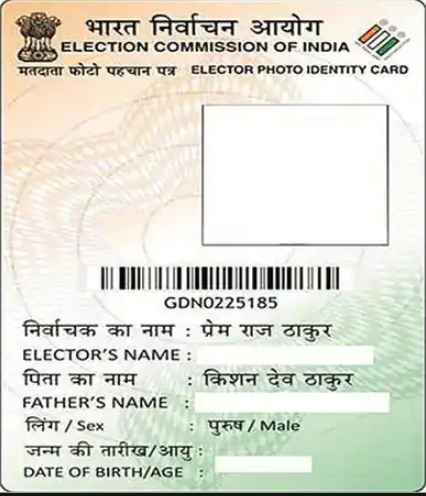 भारत निर्वाचन आयोग
ELECTION COMMISSION OF INDIA
मतदाता फोटो पहचान पत्र ELECTOR PHOTO IDENTITY CARD
GDN0225185
निर्वाचक का नाम : प्रेम राज ठाकुर
ELECTOR'S NAME :
पिता का नाम : किशन देव ठाकुर
FATHER'S NAME :
लिंग / Sex : पुरुष / Male
जन्म की तारीख/आयु :
DATE OF BIRTH/AGE :